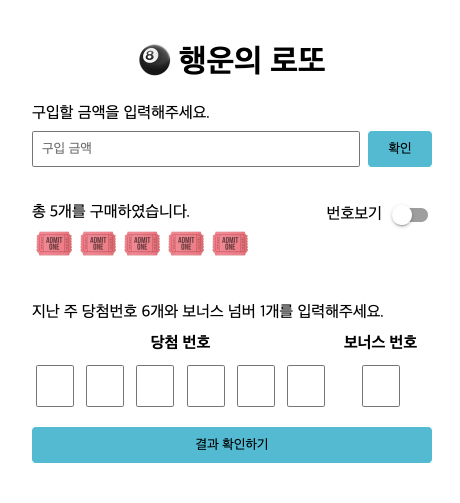 🎱 행운의 로또
구입할 금액을 입력해주세요.
구입 금액 확인
총 5개를 구매하였습니다. 번호보기
ADMIT ONE ADMIT ONE ADMIT ONE ADMIT ONE ADMIT ONE
지난 주 당첨번호 6개와 보너스 넘버 1개를 입력해주세요.
당첨 번호 보너스 번호
결과 확인하기